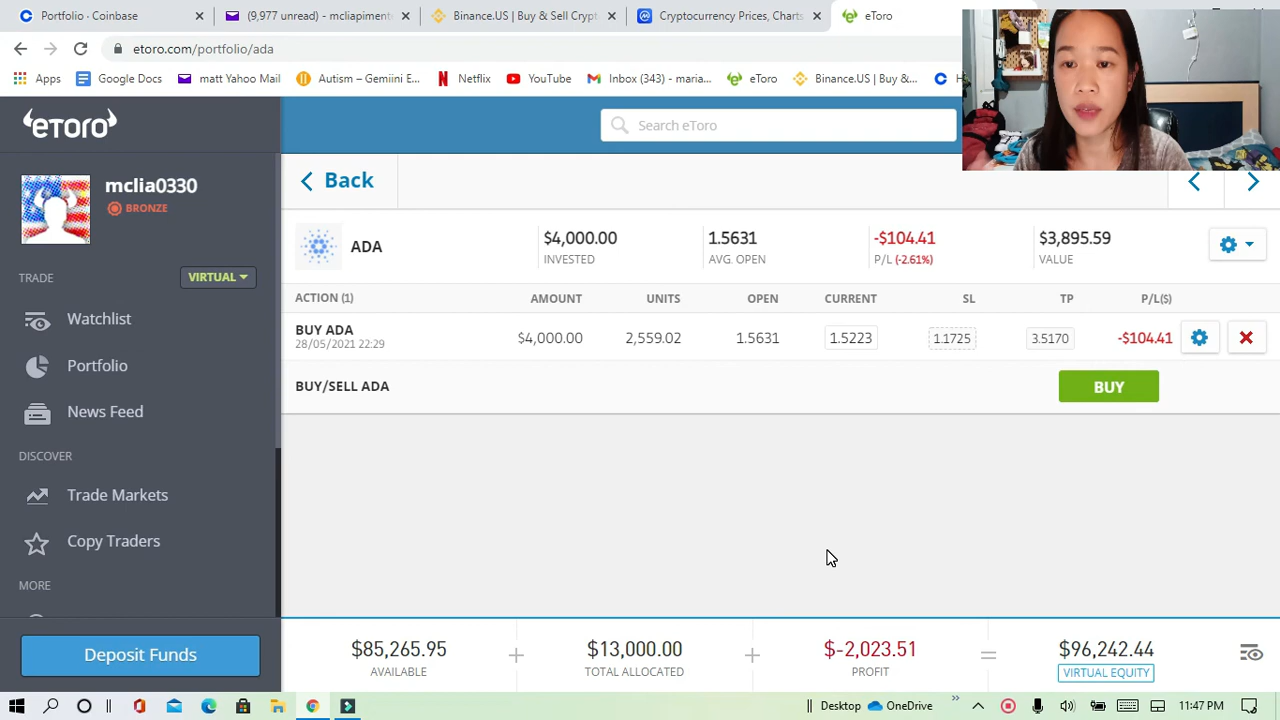 Portfolio - Coinbase
(9,977 unread) - mcliapimen
Binance.US | Buy & Sell Crypt
Cryptocurrency Prices, Charts
eToro
etoro.com/portfolio/ada
Apps
Google Docs
matt Yahoo Mail
Autism – Gemiini E...
Netflix
YouTube
Inbox (343) - maria...
eToro
Binance.US | Buy &...
eToro
Search eToro
mclia0330
BRONZE
Back
ADA
$4,000.00
INVESTED
1.5631
AVG. OPEN
-$104.41
P/L (-2.61%)
$3,895.59
VALUE
TRADE
VIRTUAL
Watchlist
Portfolio
News Feed
DISCOVER
Trade Markets
Copy Traders
MORE
Deposit Funds
ACTION (1)
AMOUNT
UNITS
OPEN
CURRENT
SL
TP
P/L($)
BUY ADA
28/05/2021 22:29
$4,000.00
2,559.02
1.5631
1.5223
1.1725
3.5170
-$104.41
BUY/SELL ADA
BUY
$85,265.95
AVAILABLE
+
$13,000.00
TOTAL ALLOCATED
+
$-2,023.51
PROFIT
=
$96,242.44
VIRTUAL EQUITY
Desktop
OneDrive
11:47 PM